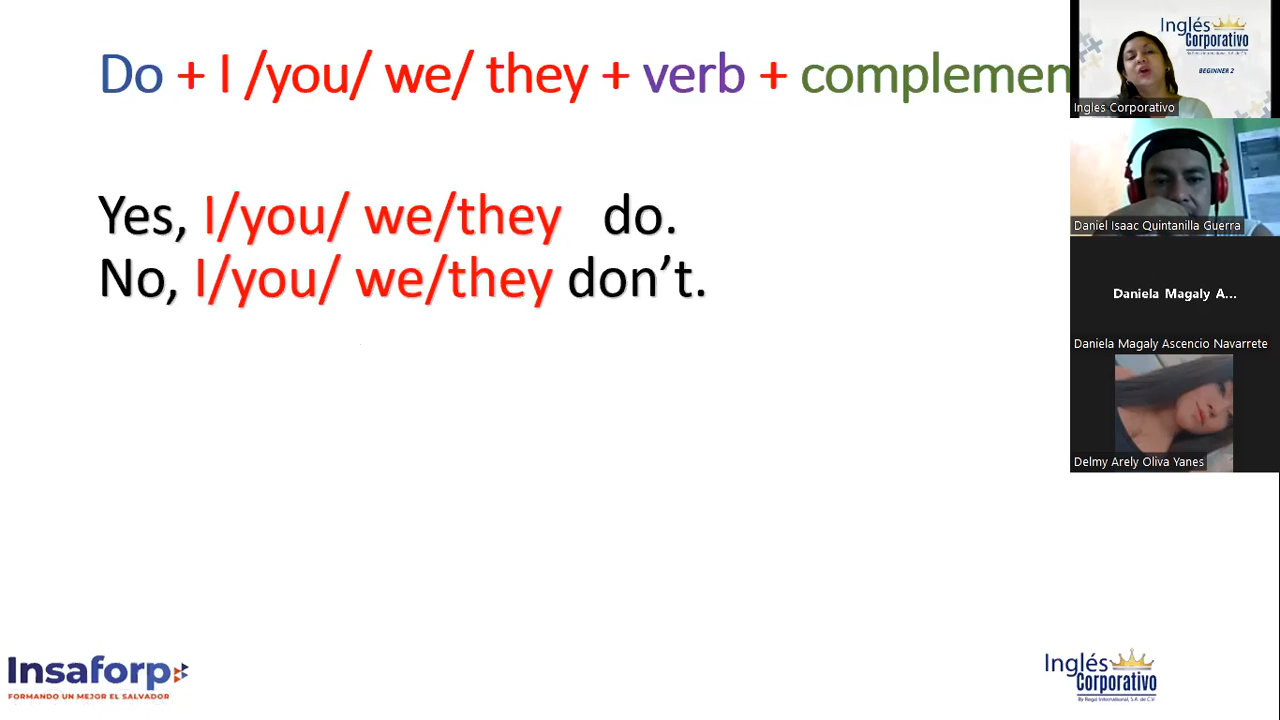 Do + I /you/ we/ they + verb + complemen
Yes, I/you/ we/they do.
No, I/you/ we/they don't.
Inglés
Corporativo
BEGINNER 2
Ingles Corporativo
Daniel Isaac Quintanilla Guerra
Daniela Magaly A...
Daniela Magaly Ascencio Navarrete
Delmy Arely Oliva Yanes
Insaforp
FORMANDO UN MEJOR EL SALVADOR
Inglés
Corporativo
By Regal International, S.A. de C.V.